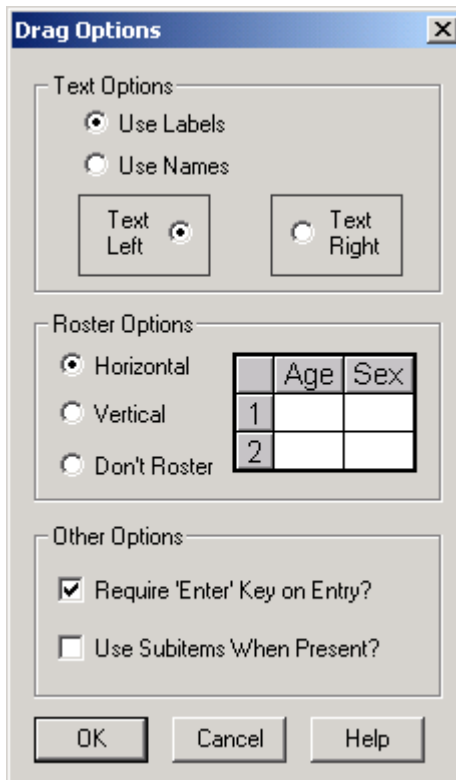 Drag Options
Text Options
Use Labels
Use Names
Text
Left
Text
Right
Roster Options
Horizontal
Vertical
Don't Roster
Age Sex
1
2
Other Options
Require 'Enter' Key on Entry?
Use Subitems When Present?
OK Cancel Help